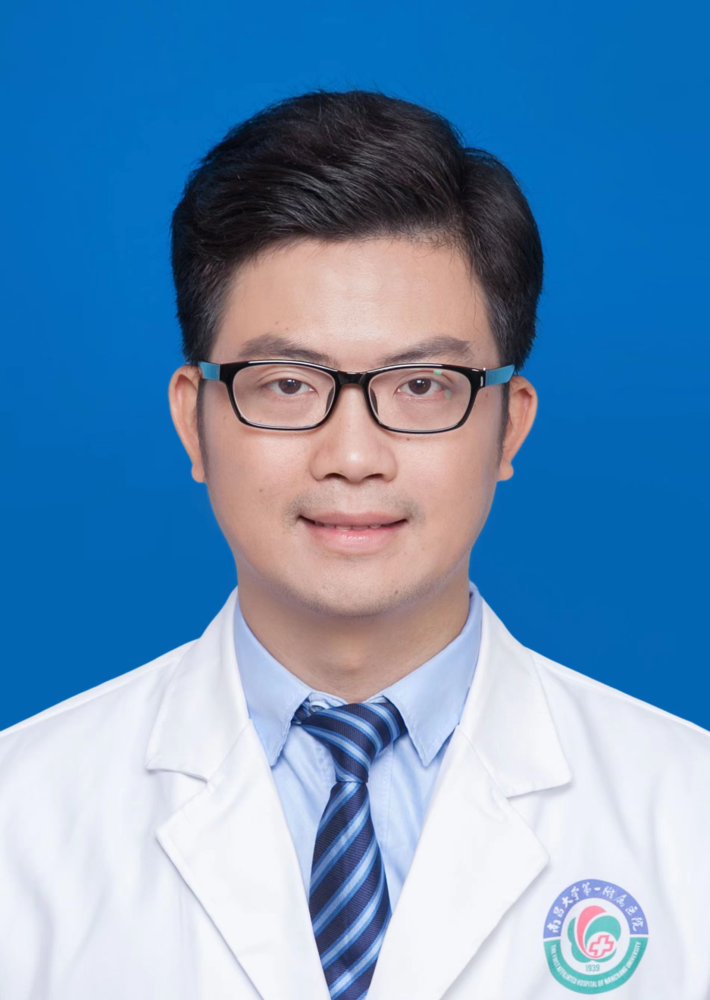 南昌大学第一附属医院
1939
THE FIRST AFFILIATED HOSPITAL OF NANCHANG UNIVERSITY